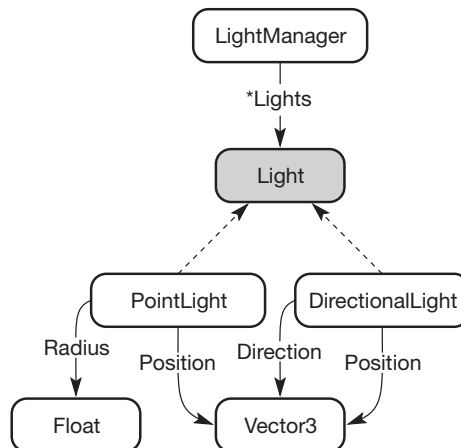 LightManager
*Lights
Light
PointLight
DirectionalLight
Radius
Position
Direction
Position
Float
Vector3